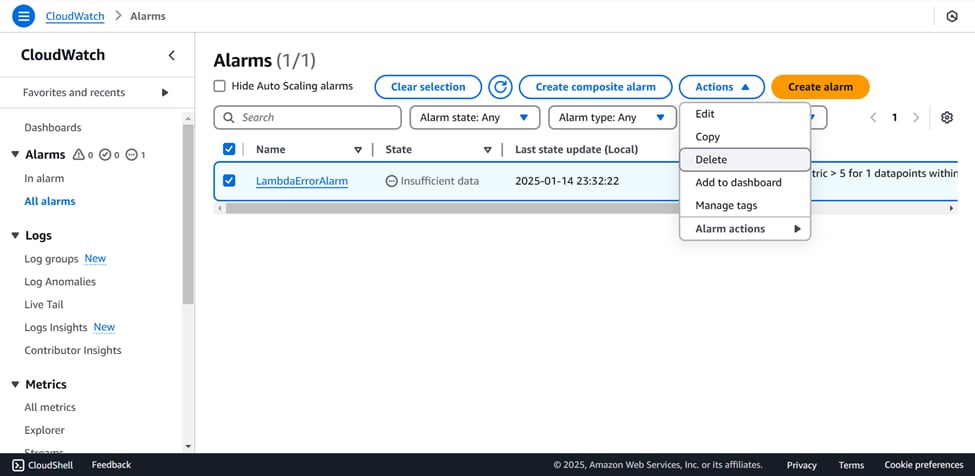 CloudWatch > Alarms
CloudWatch
Favorites and recents
Dashboards
Alarms 0 0 1
In alarm
All alarms
Logs
Log groups New
Log Anomalies
Live Tail
Logs Insights New
Contributor Insights
Metrics
All metrics
Explorer
Streams
Alarms (1/1)
Hide Auto Scaling alarms
Clear selection
Create composite alarm
Actions
Create alarm
Search
Alarm state: Any
Alarm type: Any
1
Edit
Copy
Delete
Add to dashboard
Manage tags
Alarm actions
Name
State
Last state update (Local)
LambdaErrorAlarm
Insufficient data
2025-01-14 23:32:22
tric > 5 for 1 datapoints within
CloudShell
Feedback
© 2025, Amazon Web Services, Inc. or its affiliates.
Privacy
Terms
Cookie preferences